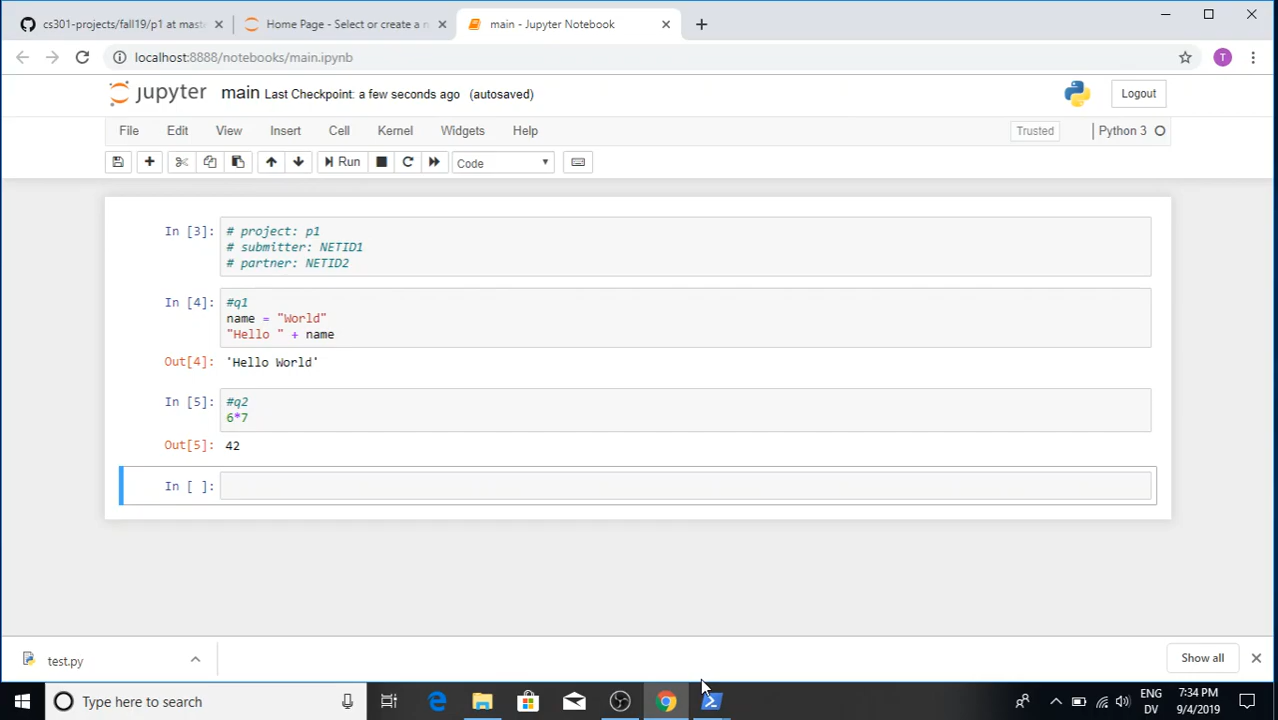 cs301-projects/fall19/p1 at mast
Home Page - Select or create a n
main - Jupyter Notebook
localhost:8888/notebooks/main.ipynb
T
jupyter main Last Checkpoint: a few seconds ago (autosaved)
Logout
File Edit View Insert Cell Kernel Widgets Help
Trusted
Python 3
Run
Code
In [3]:
# project: p1
# submitter: NETID1
# partner: NETID2
In [4]:
#q1
name = "World"
"Hello " + name
Out[4]: 'Hello World'
In [5]:
#q2
6*7
Out[5]: 42
In [ ]:
test.py
Show all
Type here to search
ENG
DV
7:34 PM
9/4/2019